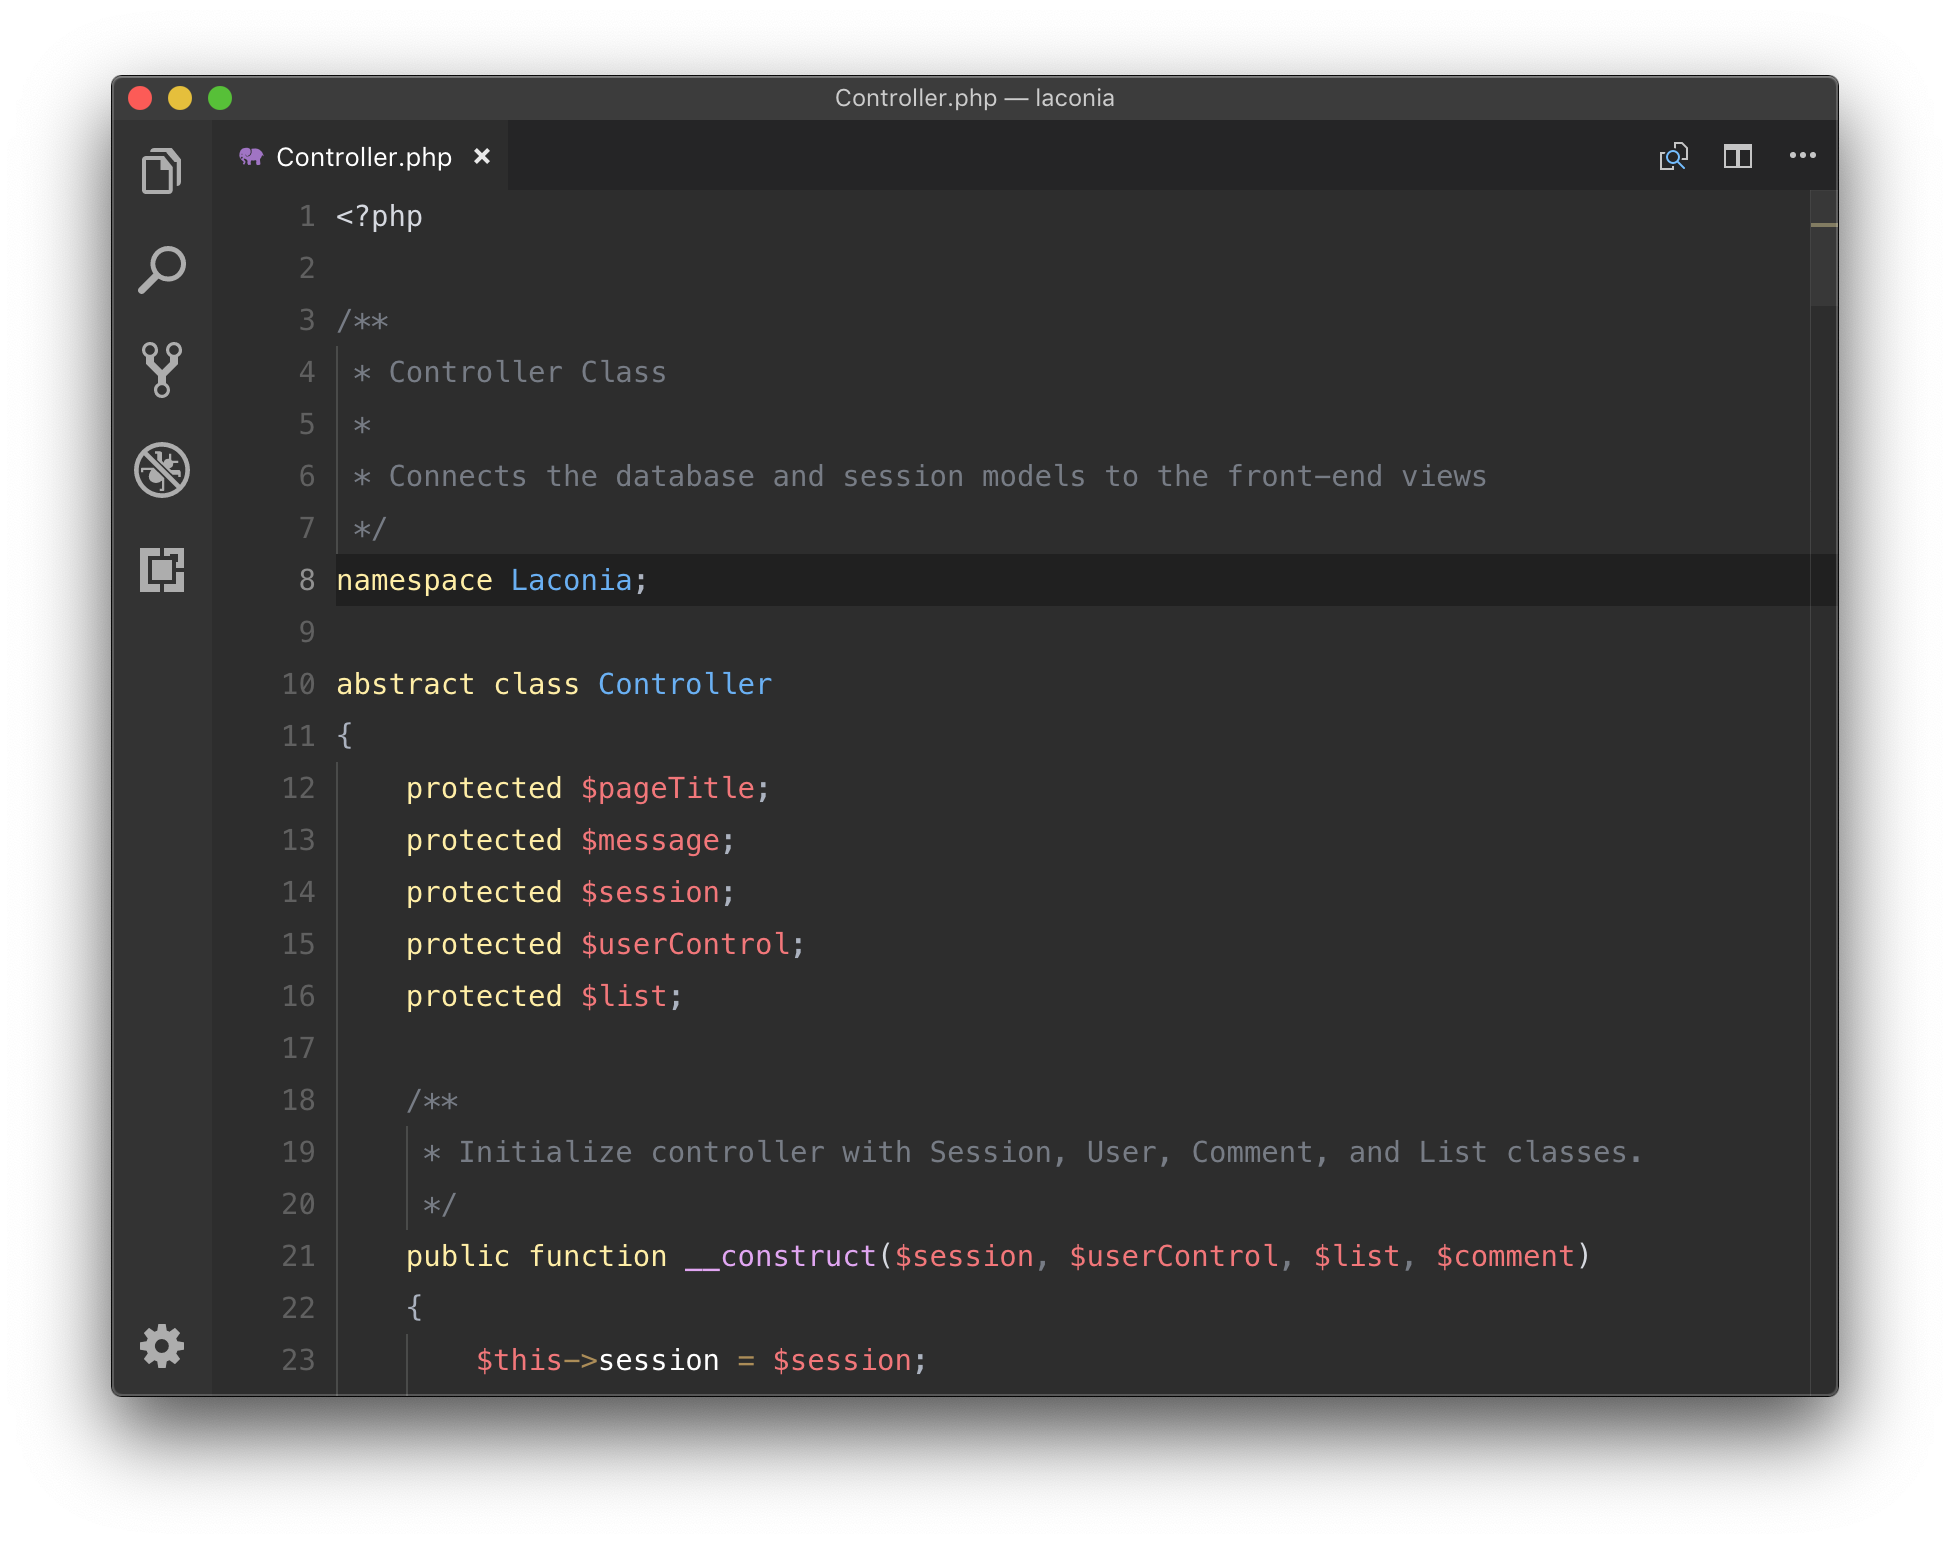 Controller.php — laconia
Controller.php
1 <?php
2
3 /**
4  * Controller Class
5  *
6  * Connects the database and session models to the front-end views
7  */
8 namespace Laconia;
9
10 abstract class Controller
11 {
12     protected $pageTitle;
13     protected $message;
14     protected $session;
15     protected $userControl;
16     protected $list;
17
18     /**
19      * Initialize controller with Session, User, Comment, and List classes.
20      */
21     public function __construct($session, $userControl, $list, $comment)
22     {
23         $this->session = $session;